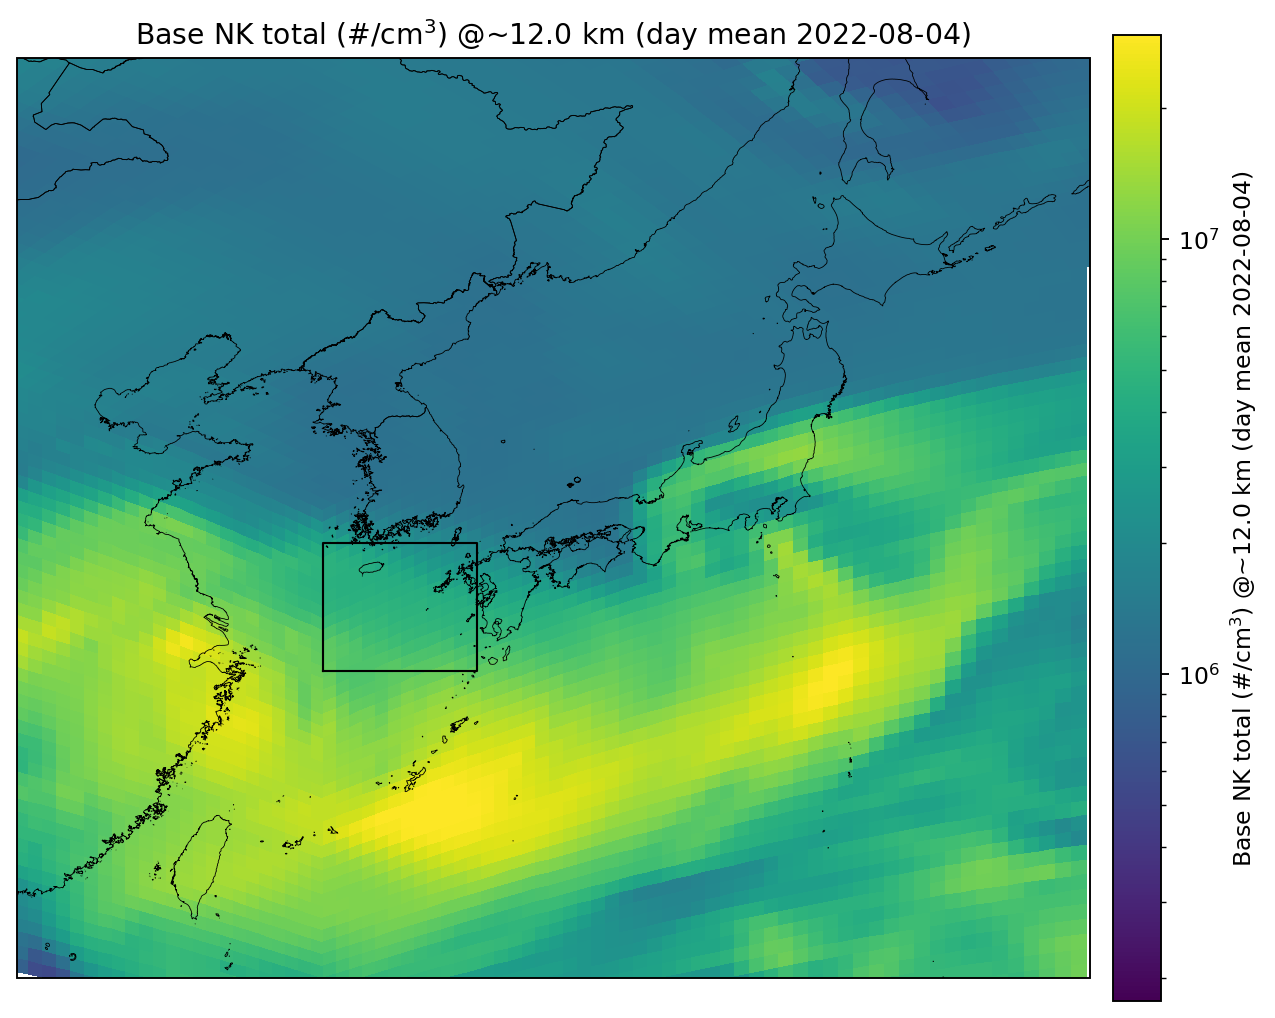 Base NK total (#/cm³) @~12.0 km (day mean 2022-08-04)
10⁷
10⁶
Base NK total (#/cm³) @~12.0 km (day mean 2022-08-04)